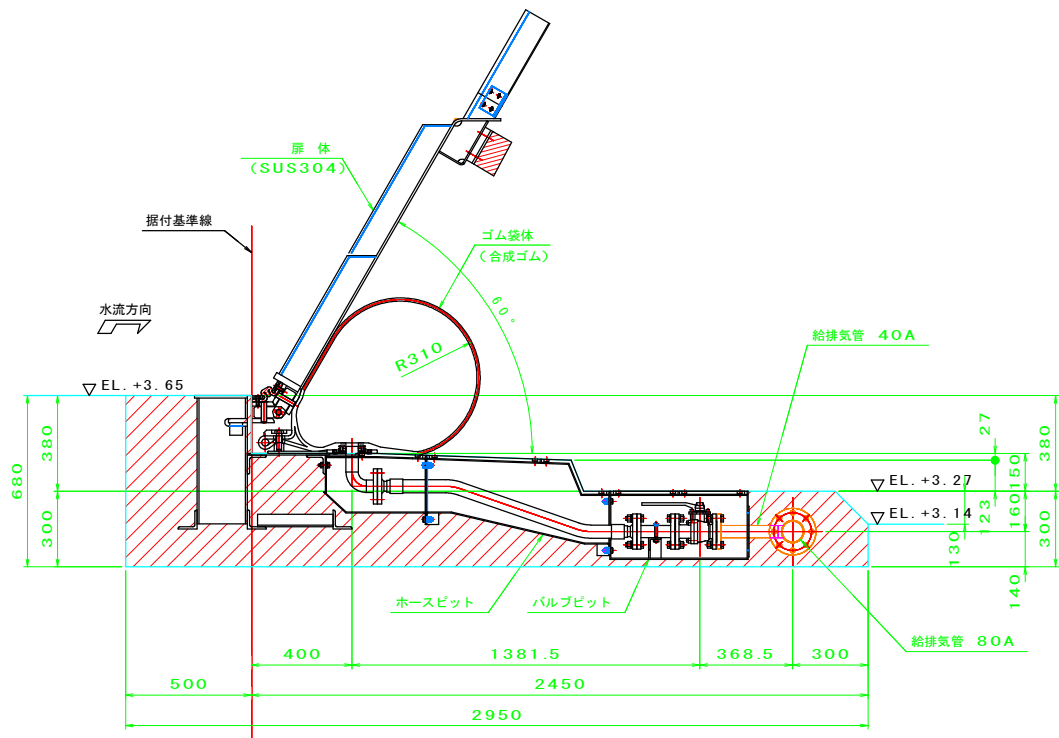 扉 体
(SUS304)
据付基準線
ゴム袋体
(合成ゴム)
60°
水流方向
R310
給排気管 40A
EL. +3. 65
380
680
300
27
380
150
EL. +3. 27
123
160
EL. +3. 14
300
130
140
ホースピット
バルブピット
給排気管 80A
400
1381.5
368.5
300
500
2450
2950